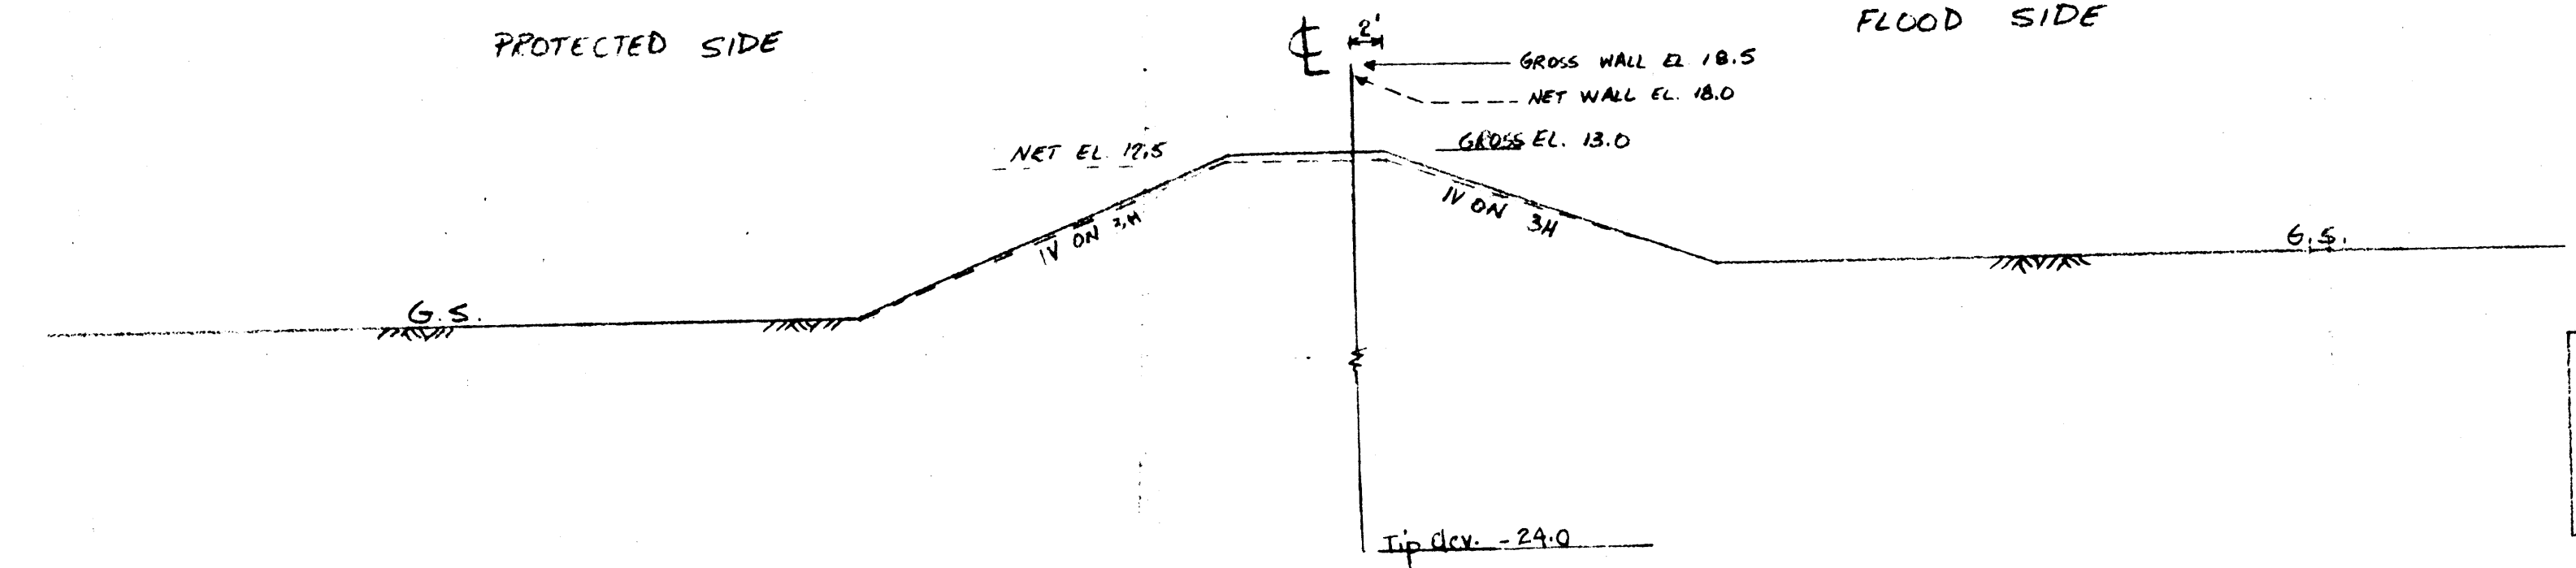 PROTECTED SIDE
℄
2'
FLOOD SIDE
GROSS WALL EL 18.5
NET WALL EL. 18.0
GROSS EL. 13.0
NET EL. 12.5
1V ON 3H
1V ON 3H
G.S.
G.S.
Tip elev. -24.0